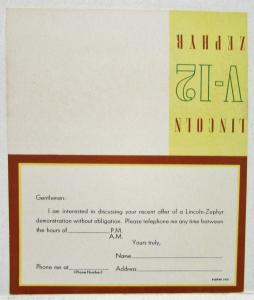 LINCOLN
ZEPHYR
V-12
Gentlemen:
I am interested in discussing your recent offer of a Lincoln-Zephyr
demonstration without obligation. Please telephone me any time between
the hours of P.M.
A.M.
Yours truly,
Name
Phone me at Address
(Phone Number)